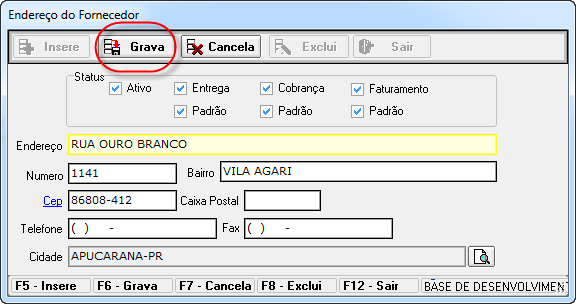 Endereço do Fornecedor
Insere Grava Cancela Exclui Sair
Status
Ativo Entrega Cobrança Faturamento
Padrão Padrão Padrão
Endereço RUA OURO BRANCO
Numero 1141 Bairro VILA AGARI
Cep 86808-412 Caixa Postal
Telefone ( ) - Fax ( ) -
Cidade APUCARANA-PR
F5 - Insere F6 - Grava F7 - Cancela F8 - Exclui F12 - Sair BASE DE DESENVOLVIMENT